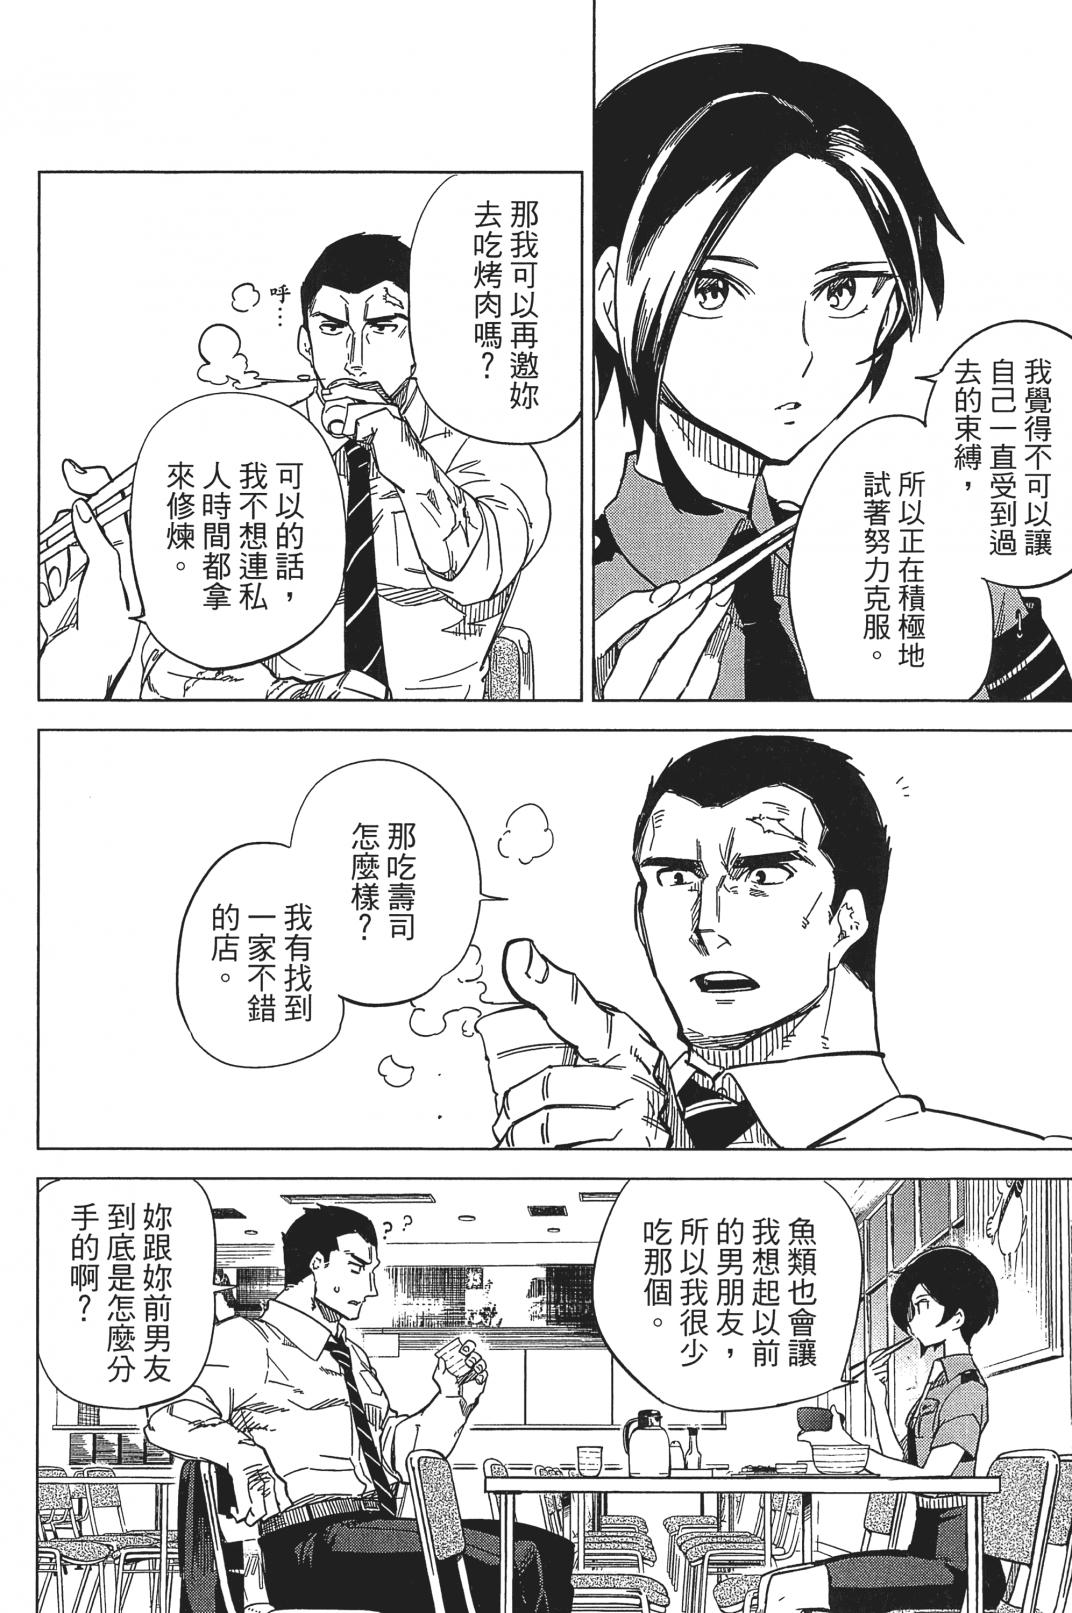 我覺得不可以讓
自己一直受到過
去的束縛，
所以正在積極地
試著努力克服。
那我可以再邀妳
去吃烤肉嗎？
呼…
可以的話，
我不想連私
人時間都拿
來修煉。
那吃壽司
怎麼樣？
我有找到
一家不錯
的店。
魚類也會讓
我想起以前
的男朋友，
所以我很少
吃那個。
？？
妳跟妳前男友
到底是怎麼分
手的啊？